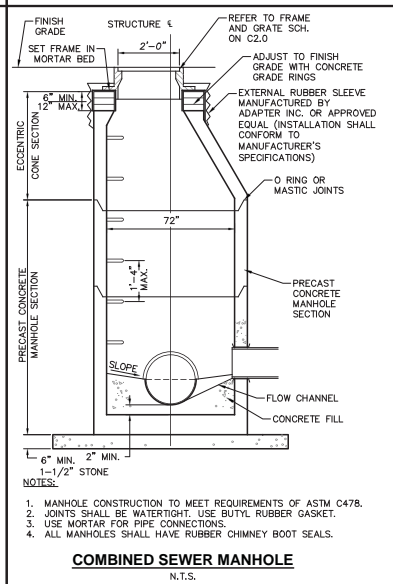 FINISH
GRADE
STRUCTURE ℄
REFER TO FRAME
AND GRATE SCH.
ON C2.0
2'-0"
SET FRAME IN
MORTAR BED
ADJUST TO FINISH
GRADE WITH CONCRETE
GRADE RINGS
6" MIN.
12" MAX.
EXTERNAL RUBBER SLEEVE
MANUFACTURED BY
ADAPTER INC. OR APPROVED
EQUAL (INSTALLATION SHALL
CONFORM TO
MANUFACTURER'S
SPECIFICATIONS)
ECCENTRIC
CONE SECTION
O RING OR
MASTIC JOINTS
72"
1'-4"
MAX.
PRECAST CONCRETE
MANHOLE SECTION
PRECAST
CONCRETE
MANHOLE
SECTION
SLOPE
FLOW CHANNEL
CONCRETE FILL
6" MIN. 2" MIN.
1-1/2" STONE
NOTES:
1. MANHOLE CONSTRUCTION TO MEET REQUIREMENTS OF ASTM C478.
2. JOINTS SHALL BE WATERTIGHT. USE BUTYL RUBBER GASKET.
3. USE MORTAR FOR PIPE CONNECTIONS.
4. ALL MANHOLES SHALL HAVE RUBBER CHIMNEY BOOT SEALS.
COMBINED SEWER MANHOLE
N.T.S.